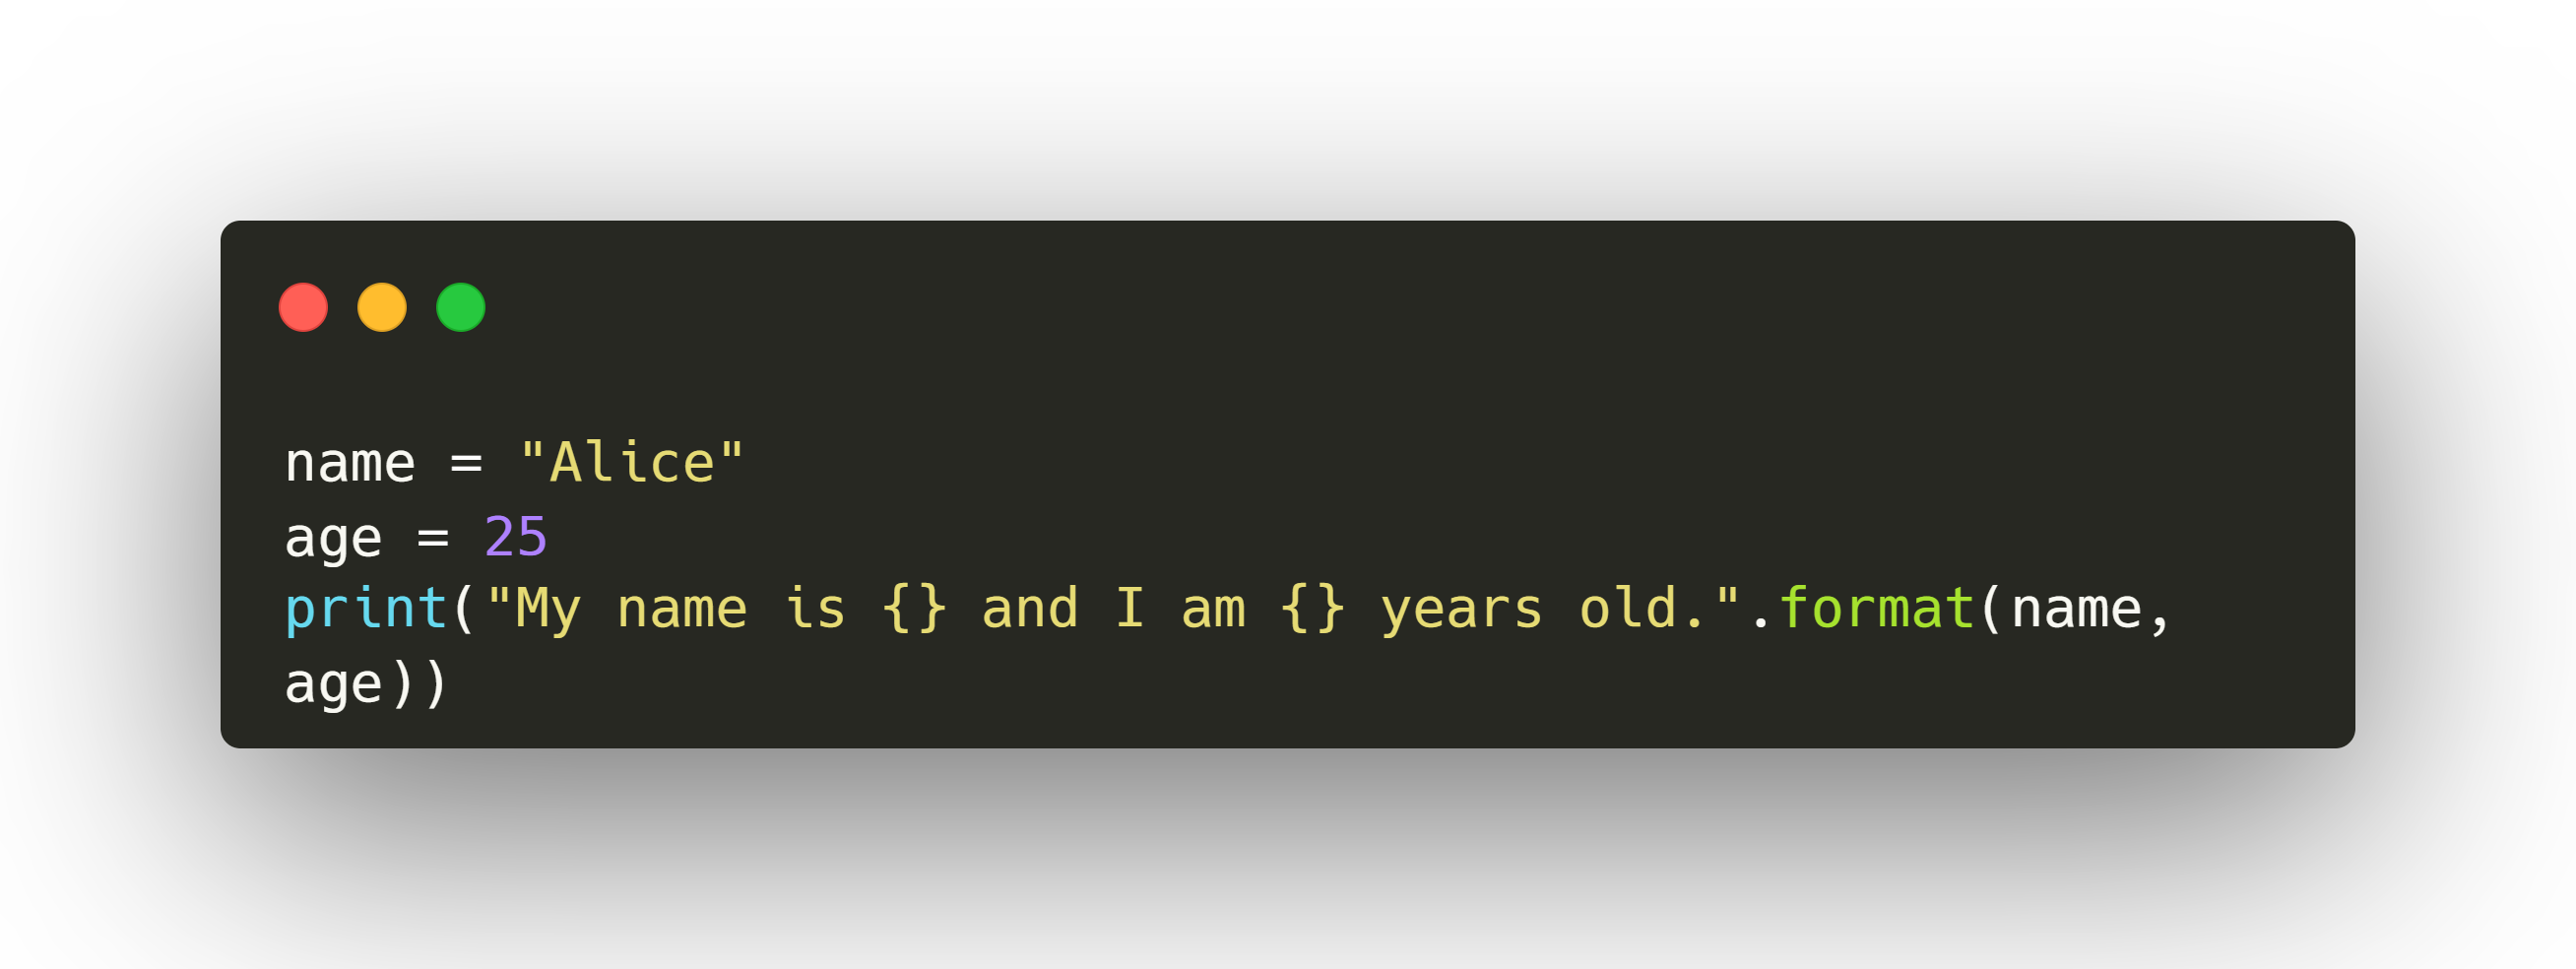 name = "Alice"
age = 25
print("My name is {} and I am {} years old.".format(name,
age))